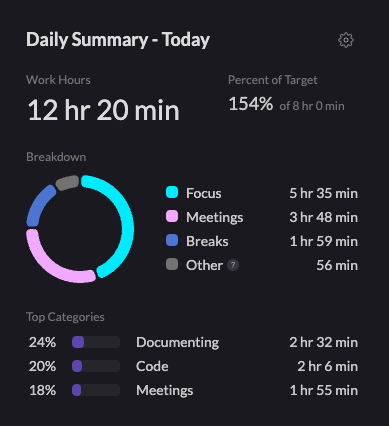 Daily Summary - Today
Work Hours
Percent of Target
12 hr 20 min
154% of 8 hr 0 min
Breakdown
Focus 5 hr 35 min
Meetings 3 hr 48 min
Breaks 1 hr 59 min
Other ? 56 min
Top Categories
24% Documenting 2 hr 32 min
20% Code 2 hr 6 min
18% Meetings 1 hr 55 min